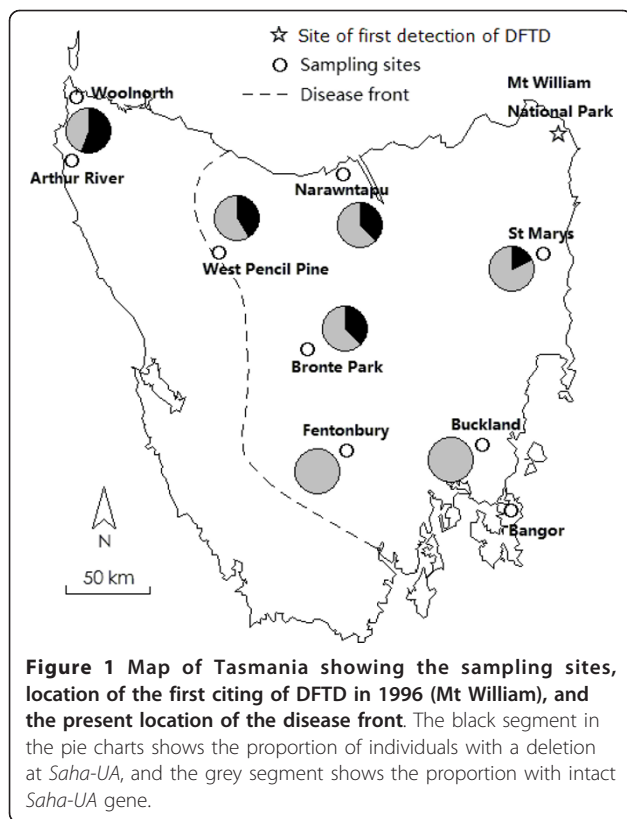 Site of first detection of DFTD
Sampling sites
Disease front
Mt William
National Park
Woolnorth
Arthur River
Narawntapu
St Marys
West Pencil Pine
Bronte Park
Fentonbury
Buckland
Bangor
N
50 km
Figure 1 Map of Tasmania showing the sampling sites,
location of the first citing of DFTD in 1996 (Mt William), and
the present location of the disease front. The black segment in
the pie charts shows the proportion of individuals with a deletion
at Saha-UA, and the grey segment shows the proportion with intact
Saha-UA gene.